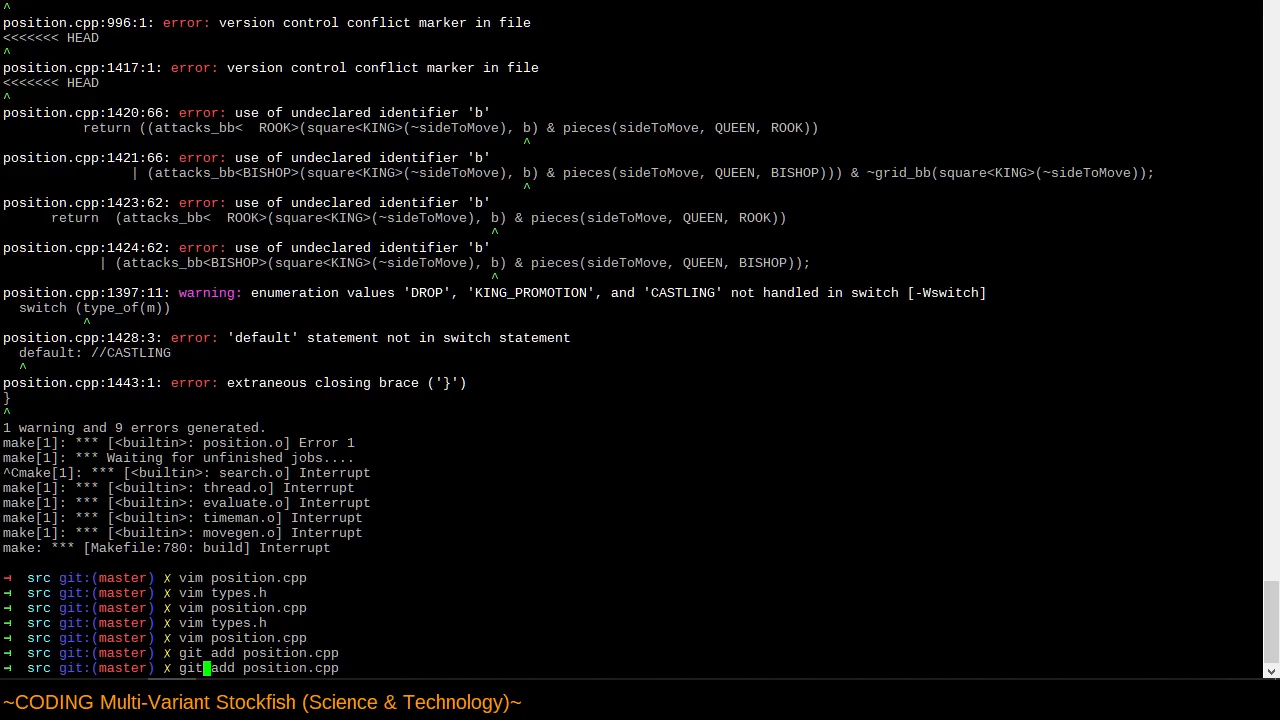 ^
position.cpp:996:1: error: version control conflict marker in file
<<<<<<< HEAD
^
position.cpp:1417:1: error: version control conflict marker in file
<<<<<<< HEAD
^
position.cpp:1420:66: error: use of undeclared identifier 'b'
          return ((attacks_bb<  ROOK>(square<KING>(~sideToMove), b) & pieces(sideToMove, QUEEN, ROOK))
                                                                 ^
position.cpp:1421:66: error: use of undeclared identifier 'b'
                | (attacks_bb<BISHOP>(square<KING>(~sideToMove), b) & pieces(sideToMove, QUEEN, BISHOP))) & ~grid_bb(square<KING>(~sideToMove));
                                                                 ^
position.cpp:1423:62: error: use of undeclared identifier 'b'
      return  (attacks_bb<  ROOK>(square<KING>(~sideToMove), b) & pieces(sideToMove, QUEEN, ROOK))
                                                             ^
position.cpp:1424:62: error: use of undeclared identifier 'b'
            | (attacks_bb<BISHOP>(square<KING>(~sideToMove), b) & pieces(sideToMove, QUEEN, BISHOP));
                                                             ^
position.cpp:1397:11: warning: enumeration values 'DROP', 'KING_PROMOTION', and 'CASTLING' not handled in switch [-Wswitch]
  switch (type_of(m))
          ^
position.cpp:1428:3: error: 'default' statement not in switch statement
  default: //CASTLING
  ^
position.cpp:1443:1: error: extraneous closing brace ('}')
}
^
1 warning and 9 errors generated.
make[1]: *** [<builtin>: position.o] Error 1
make[1]: *** Waiting for unfinished jobs....
^Cmake[1]: *** [<builtin>: search.o] Interrupt
make[1]: *** [<builtin>: thread.o] Interrupt
make[1]: *** [<builtin>: evaluate.o] Interrupt
make[1]: *** [<builtin>: timeman.o] Interrupt
make[1]: *** [<builtin>: movegen.o] Interrupt
make: *** [Makefile:780: build] Interrupt
→  src git:(master) ✗ vim position.cpp
→  src git:(master) ✗ vim types.h
→  src git:(master) ✗ vim position.cpp
→  src git:(master) ✗ vim types.h
→  src git:(master) ✗ vim position.cpp
→  src git:(master) ✗ git add position.cpp
→  src git:(master) ✗ git add position.cpp
~CODING Multi-Variant Stockfish (Science & Technology)~